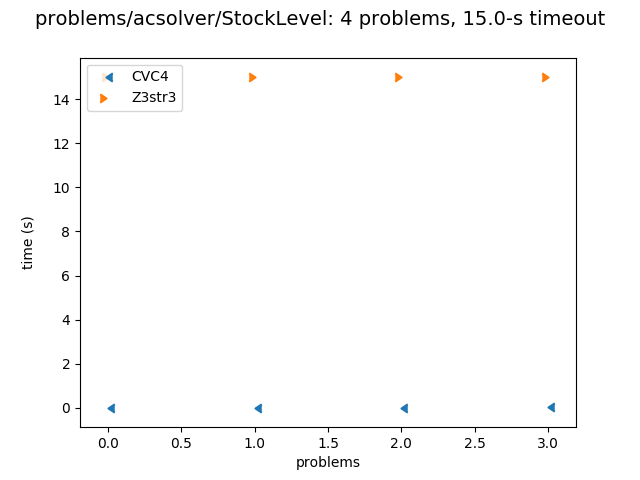 problems/acsolver/StockLevel: 4 problems, 15.0-s timeout
CVC4
Z3str3
14
12
10
8
6
4
2
0
time (s)
0.0 0.5 1.0 1.5 2.0 2.5 3.0
problems